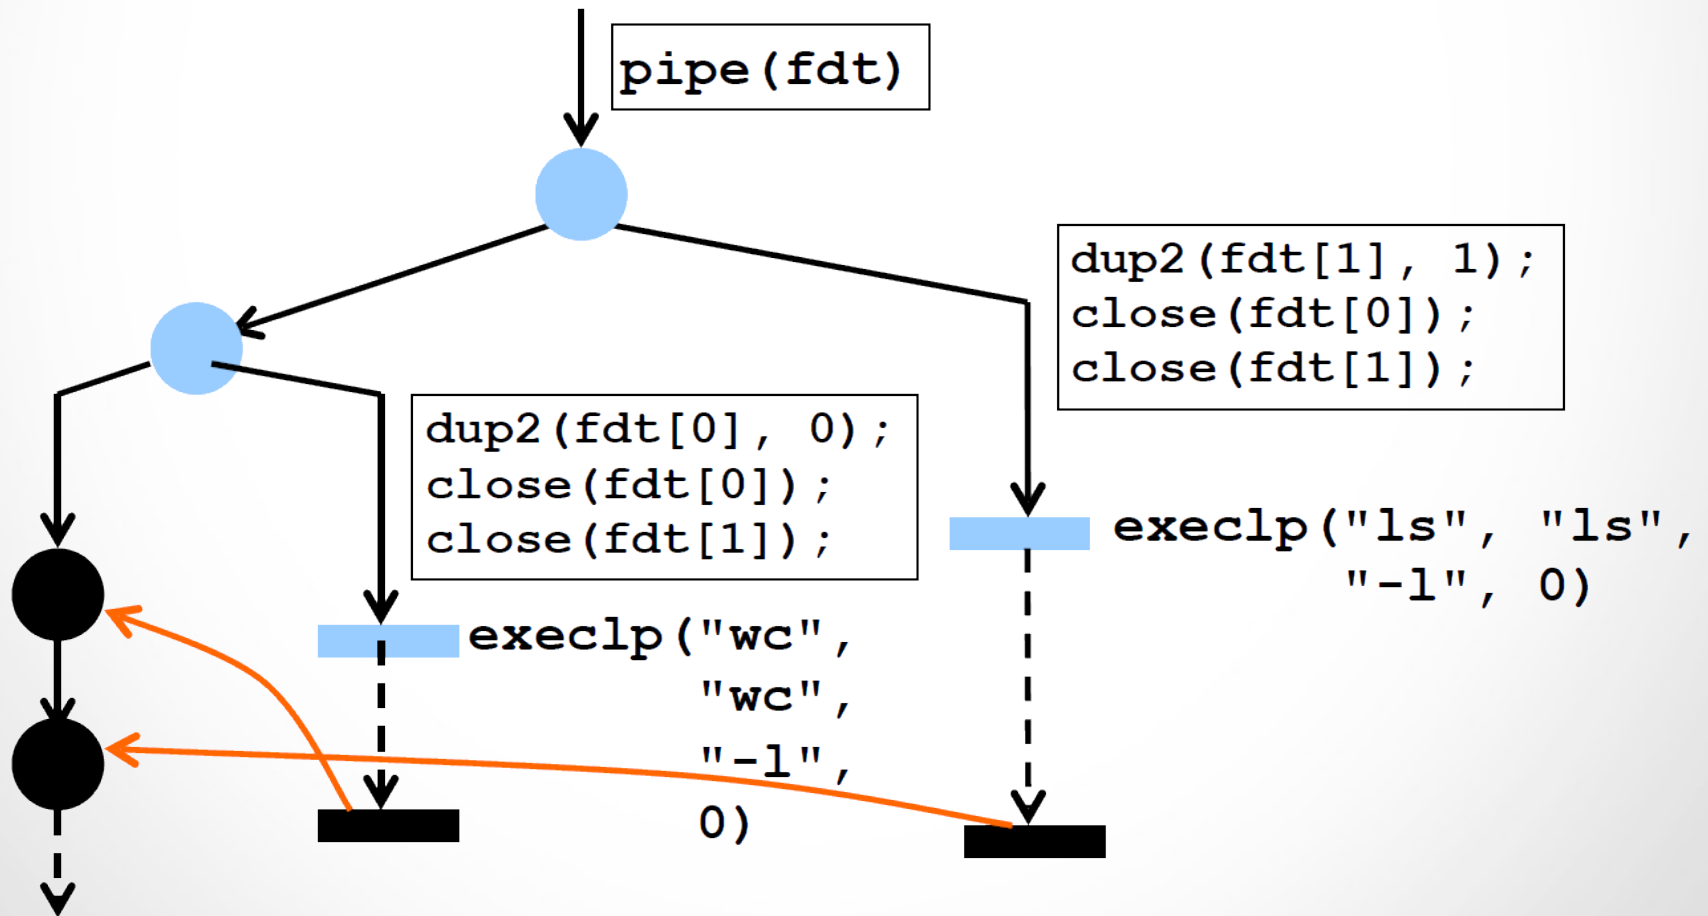 pipe(fdt)
dup2(fdt[1], 1);
close(fdt[0]);
close(fdt[1]);
dup2(fdt[0], 0);
close(fdt[0]);
close(fdt[1]);
execlp("ls", "ls",
"-l", 0)
execlp("wc",
"wc",
"-l",
0)